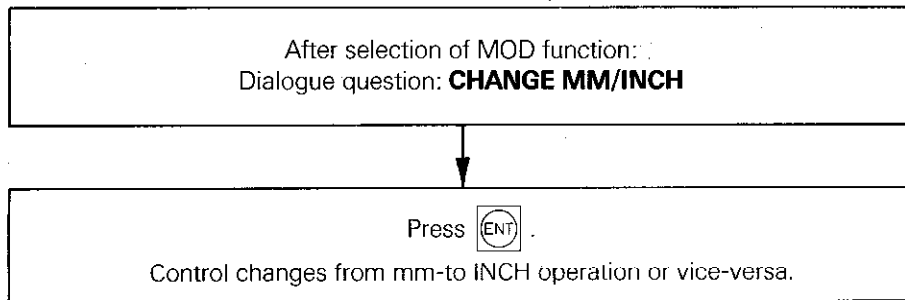 After selection of MOD function:
Dialogue question: CHANGE MM/INCH
Press ENT .
Control changes from mm-to INCH operation or vice-versa.